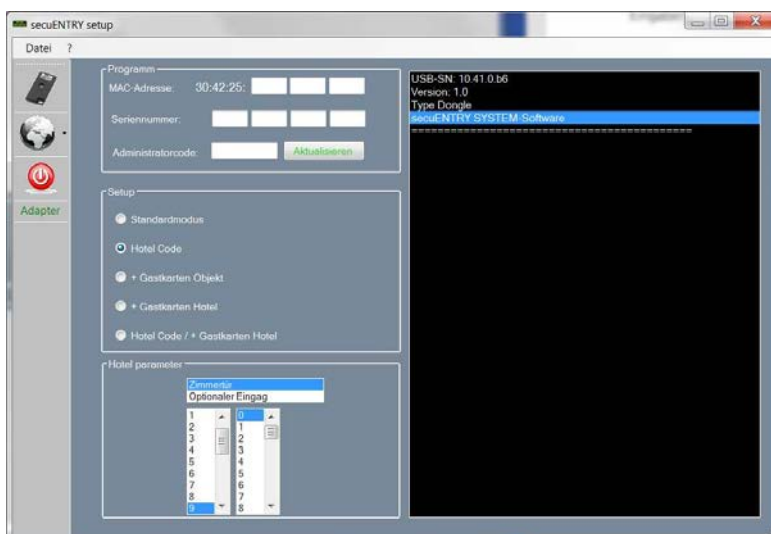 secuENTRY setup
Datei ?
Adapter
Programm
MAC-Adresse: 30:42:25:
Seriennummer:
Administratorcode: Aktualisieren
Setup
Standardmodus
Hotel Code
+ Gastkarten Objekt
+ Gastkarten Hotel
Hotel Code / + Gastkarten Hotel
Hotel parameter
Zimmertür
Optionaler Eingag
1 0
2 1
3 2
4 3
5 4
6 5
7 6
8 7
9 8
USB-SN: 10.41.0.b6
Version: 1,0
Type Dongle
secuENTRY SYSTEM-Software
==========================================